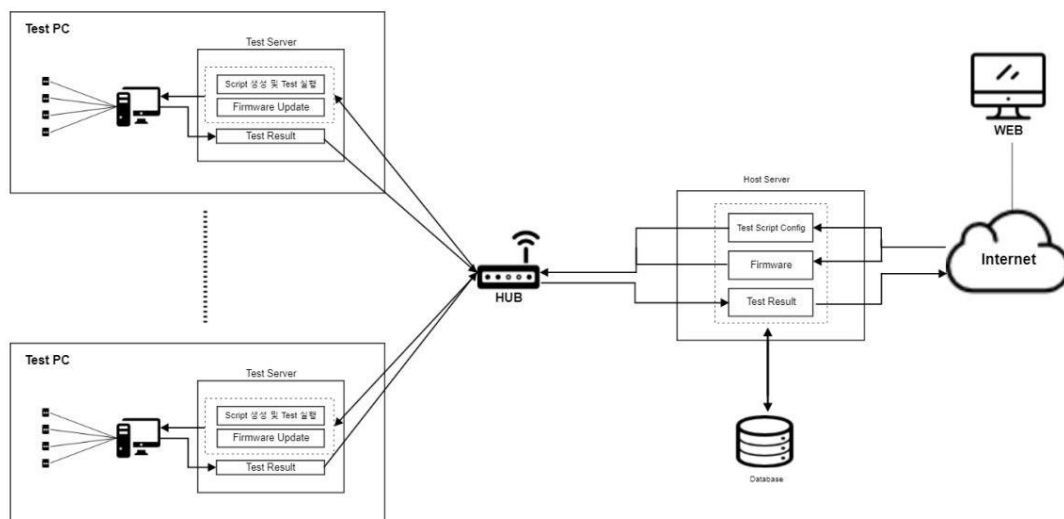 Test PC
Test Server
Script 생성 및 Test 실행
Firmware Update
Test Result
WEB
Host Server
Test Script Config
Firmware
Test Result
Internet
HUB
Database
Test PC
Test Server
Script 생성 및 Test 실행
Firmware Update
Test Result